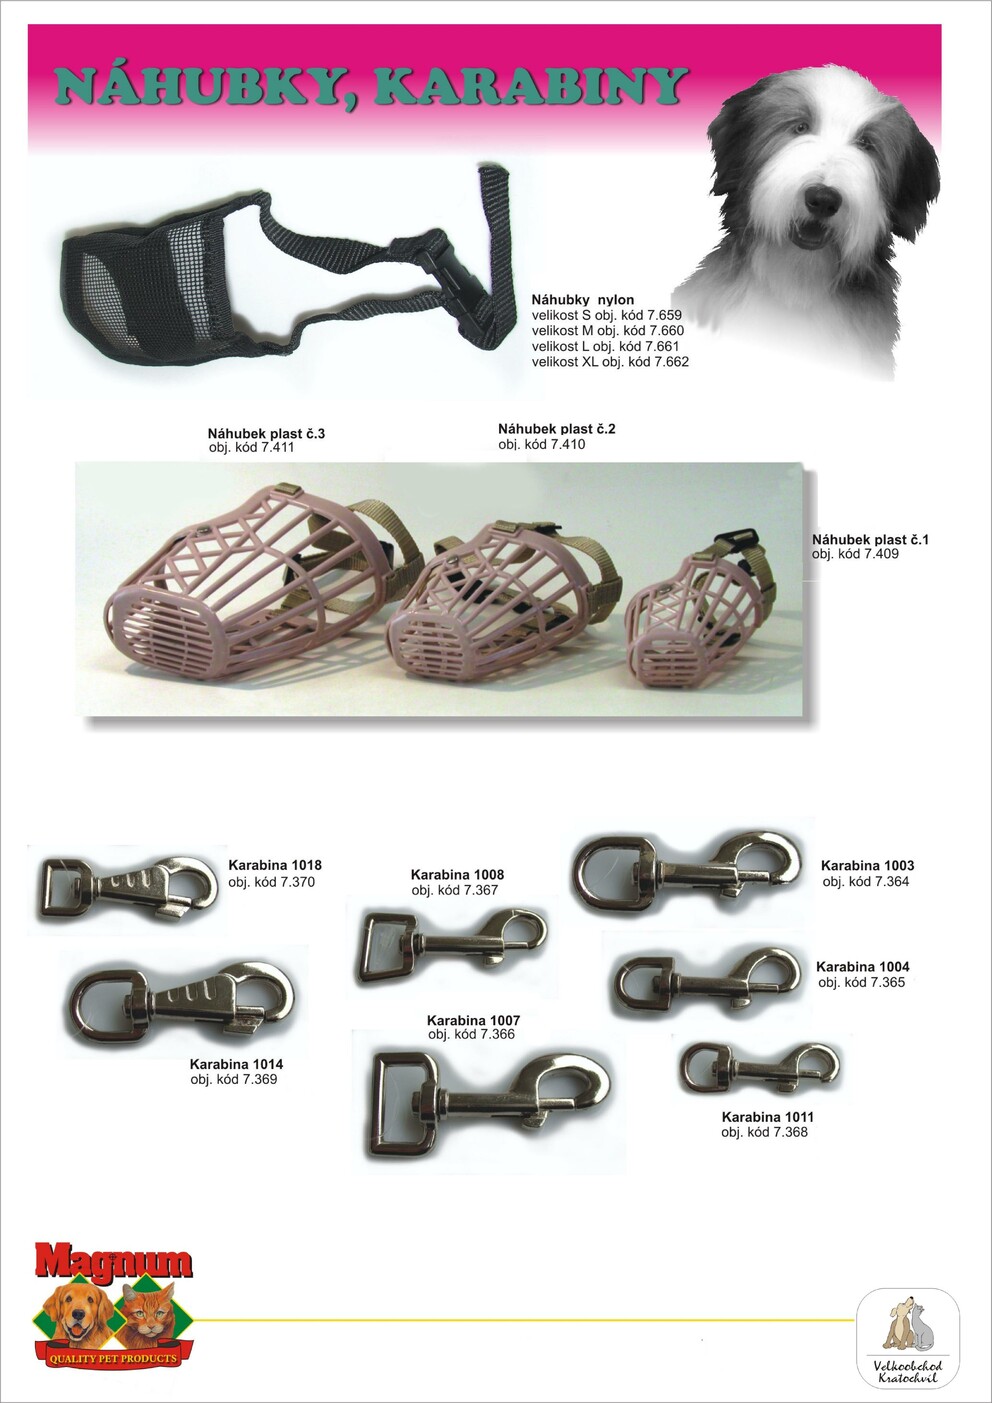 NÁHUBKY, KARABINY
Náhubky nylon
velikost S obj. kód 7.659
velikost M obj. kód 7.660
velikost L obj. kód 7.661
velikost XL obj. kód 7.662
Náhubek plast č.3
obj. kód 7.411
Náhubek plast č.2
obj. kód 7.410
Náhubek plast č.1
obj. kód 7.409
Karabina 1018
obj. kód 7.370
Karabina 1008
obj. kód 7.367
Karabina 1003
obj. kód 7.364
Karabina 1004
obj. kód 7.365
Karabina 1007
obj. kód 7.366
Karabina 1014
obj. kód 7.369
Karabina 1011
obj. kód 7.368
Magnum
QUALITY PET PRODUCTS
Velkoobchod
Kratochvíl